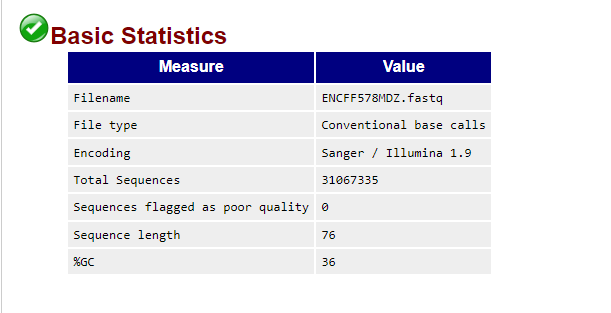 Basic Statistics
Measure Value
Filename ENCFF578MDZ.fastq
File type Conventional base calls
Encoding Sanger / Illumina 1.9
Total Sequences 31067335
Sequences flagged as poor quality 0
Sequence length 76
%GC 36